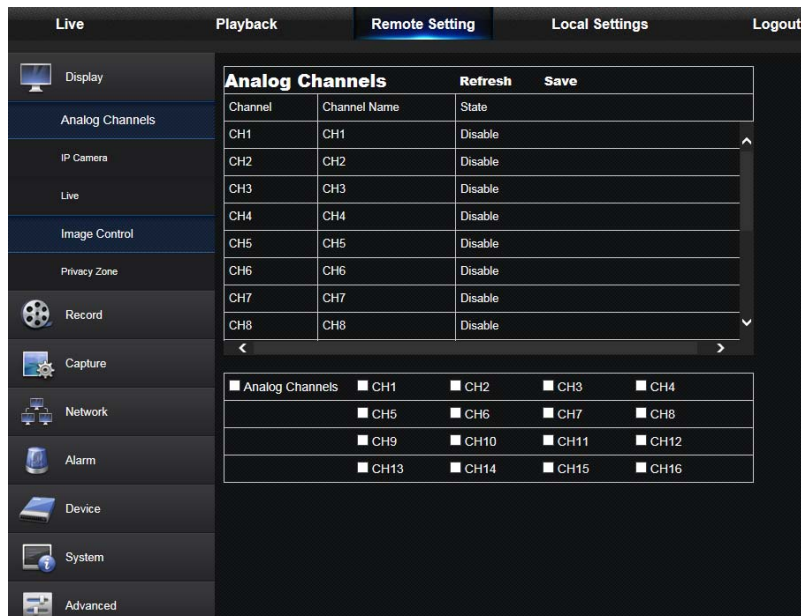 Live Playback Remote Setting Local Settings Logout
Display
Analog Channels
IP Camera
Live
Image Control
Privacy Zone
Record
Capture
Network
Alarm
Device
System
Advanced
Analog Channels Refresh Save
Channel Channel Name State
CH1 CH1 Disable
CH2 CH2 Disable
CH3 CH3 Disable
CH4 CH4 Disable
CH5 CH5 Disable
CH6 CH6 Disable
CH7 CH7 Disable
CH8 CH8 Disable
Analog Channels CH1 CH2 CH3 CH4
CH5 CH6 CH7 CH8
CH9 CH10 CH11 CH12
CH13 CH14 CH15 CH16